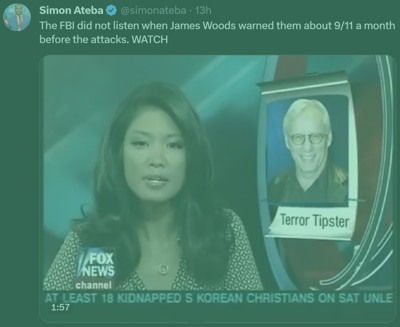 Simon Ateba @simonateba · 13h
The FBI did not listen when James Woods warned them about 9/11 a month
before the attacks. WATCH
Terror Tipster
FOX
NEWS
channel
AT LEAST 18 KIDNAPPED S KOREAN CHRISTIANS ON SAT UNLE
1:57